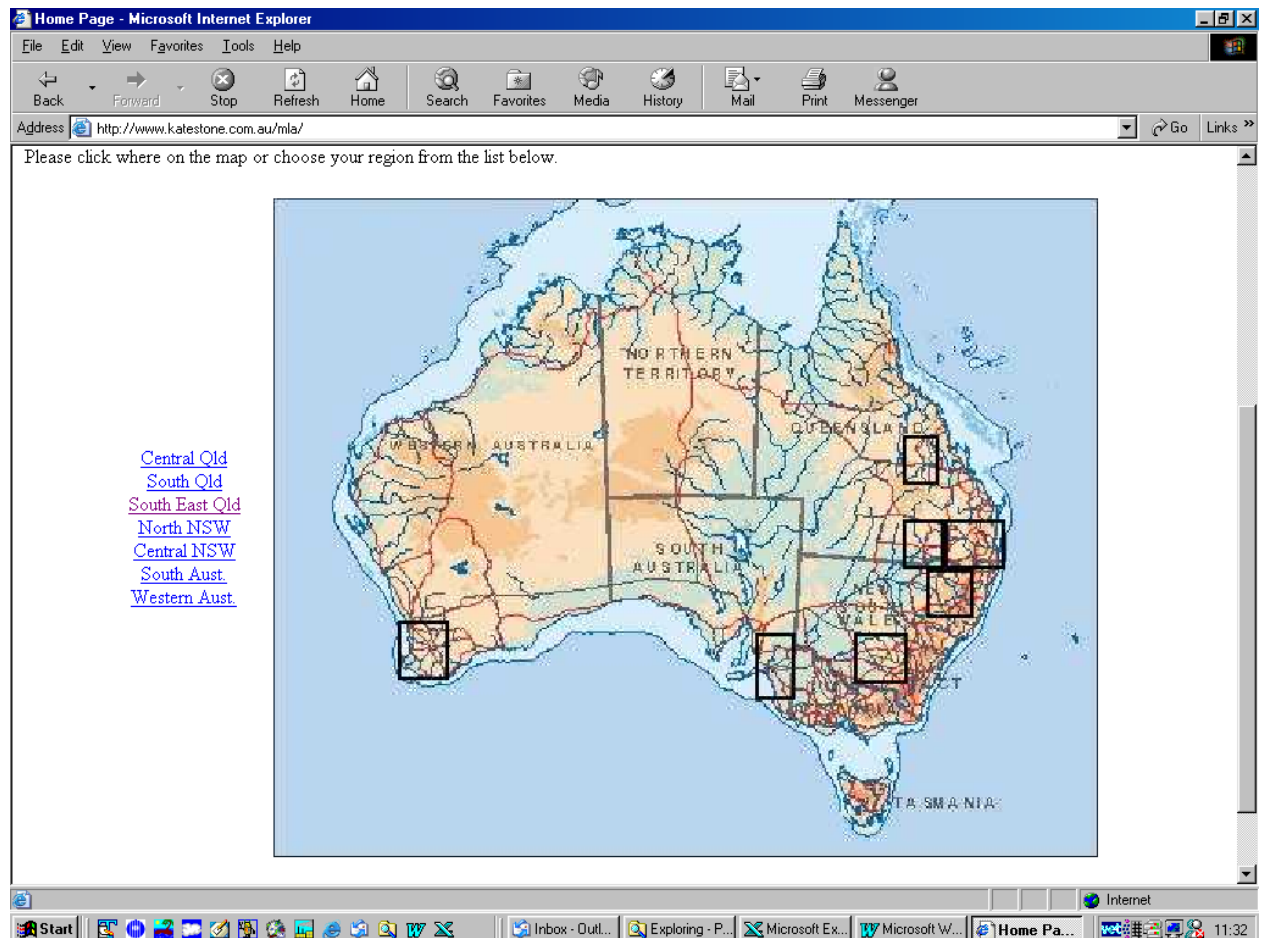 Home Page - Microsoft Internet Explorer
File Edit View Favorites Tools Help
Back Forward Stop Refresh Home Search Favorites Media History Mail Print Messenger
Address http://www.katestone.com.au/mla/ Go Links »
Please click where on the map or choose your region from the list below.
NORTHERN
TERRITORY
QUEENSLAND
WESTERN AUSTRALIA
Central Qld
South Qld
South East Qld
North NSW
Central NSW
South Aust.
Western Aust.
SOUTH
AUSTRALIA
NEW
SOUTH
WALES
ACT
TASMANIA
Internet
Start Inbox - Outl... Exploring - P... Microsoft Ex... Microsoft W... Home Pa... 11:32